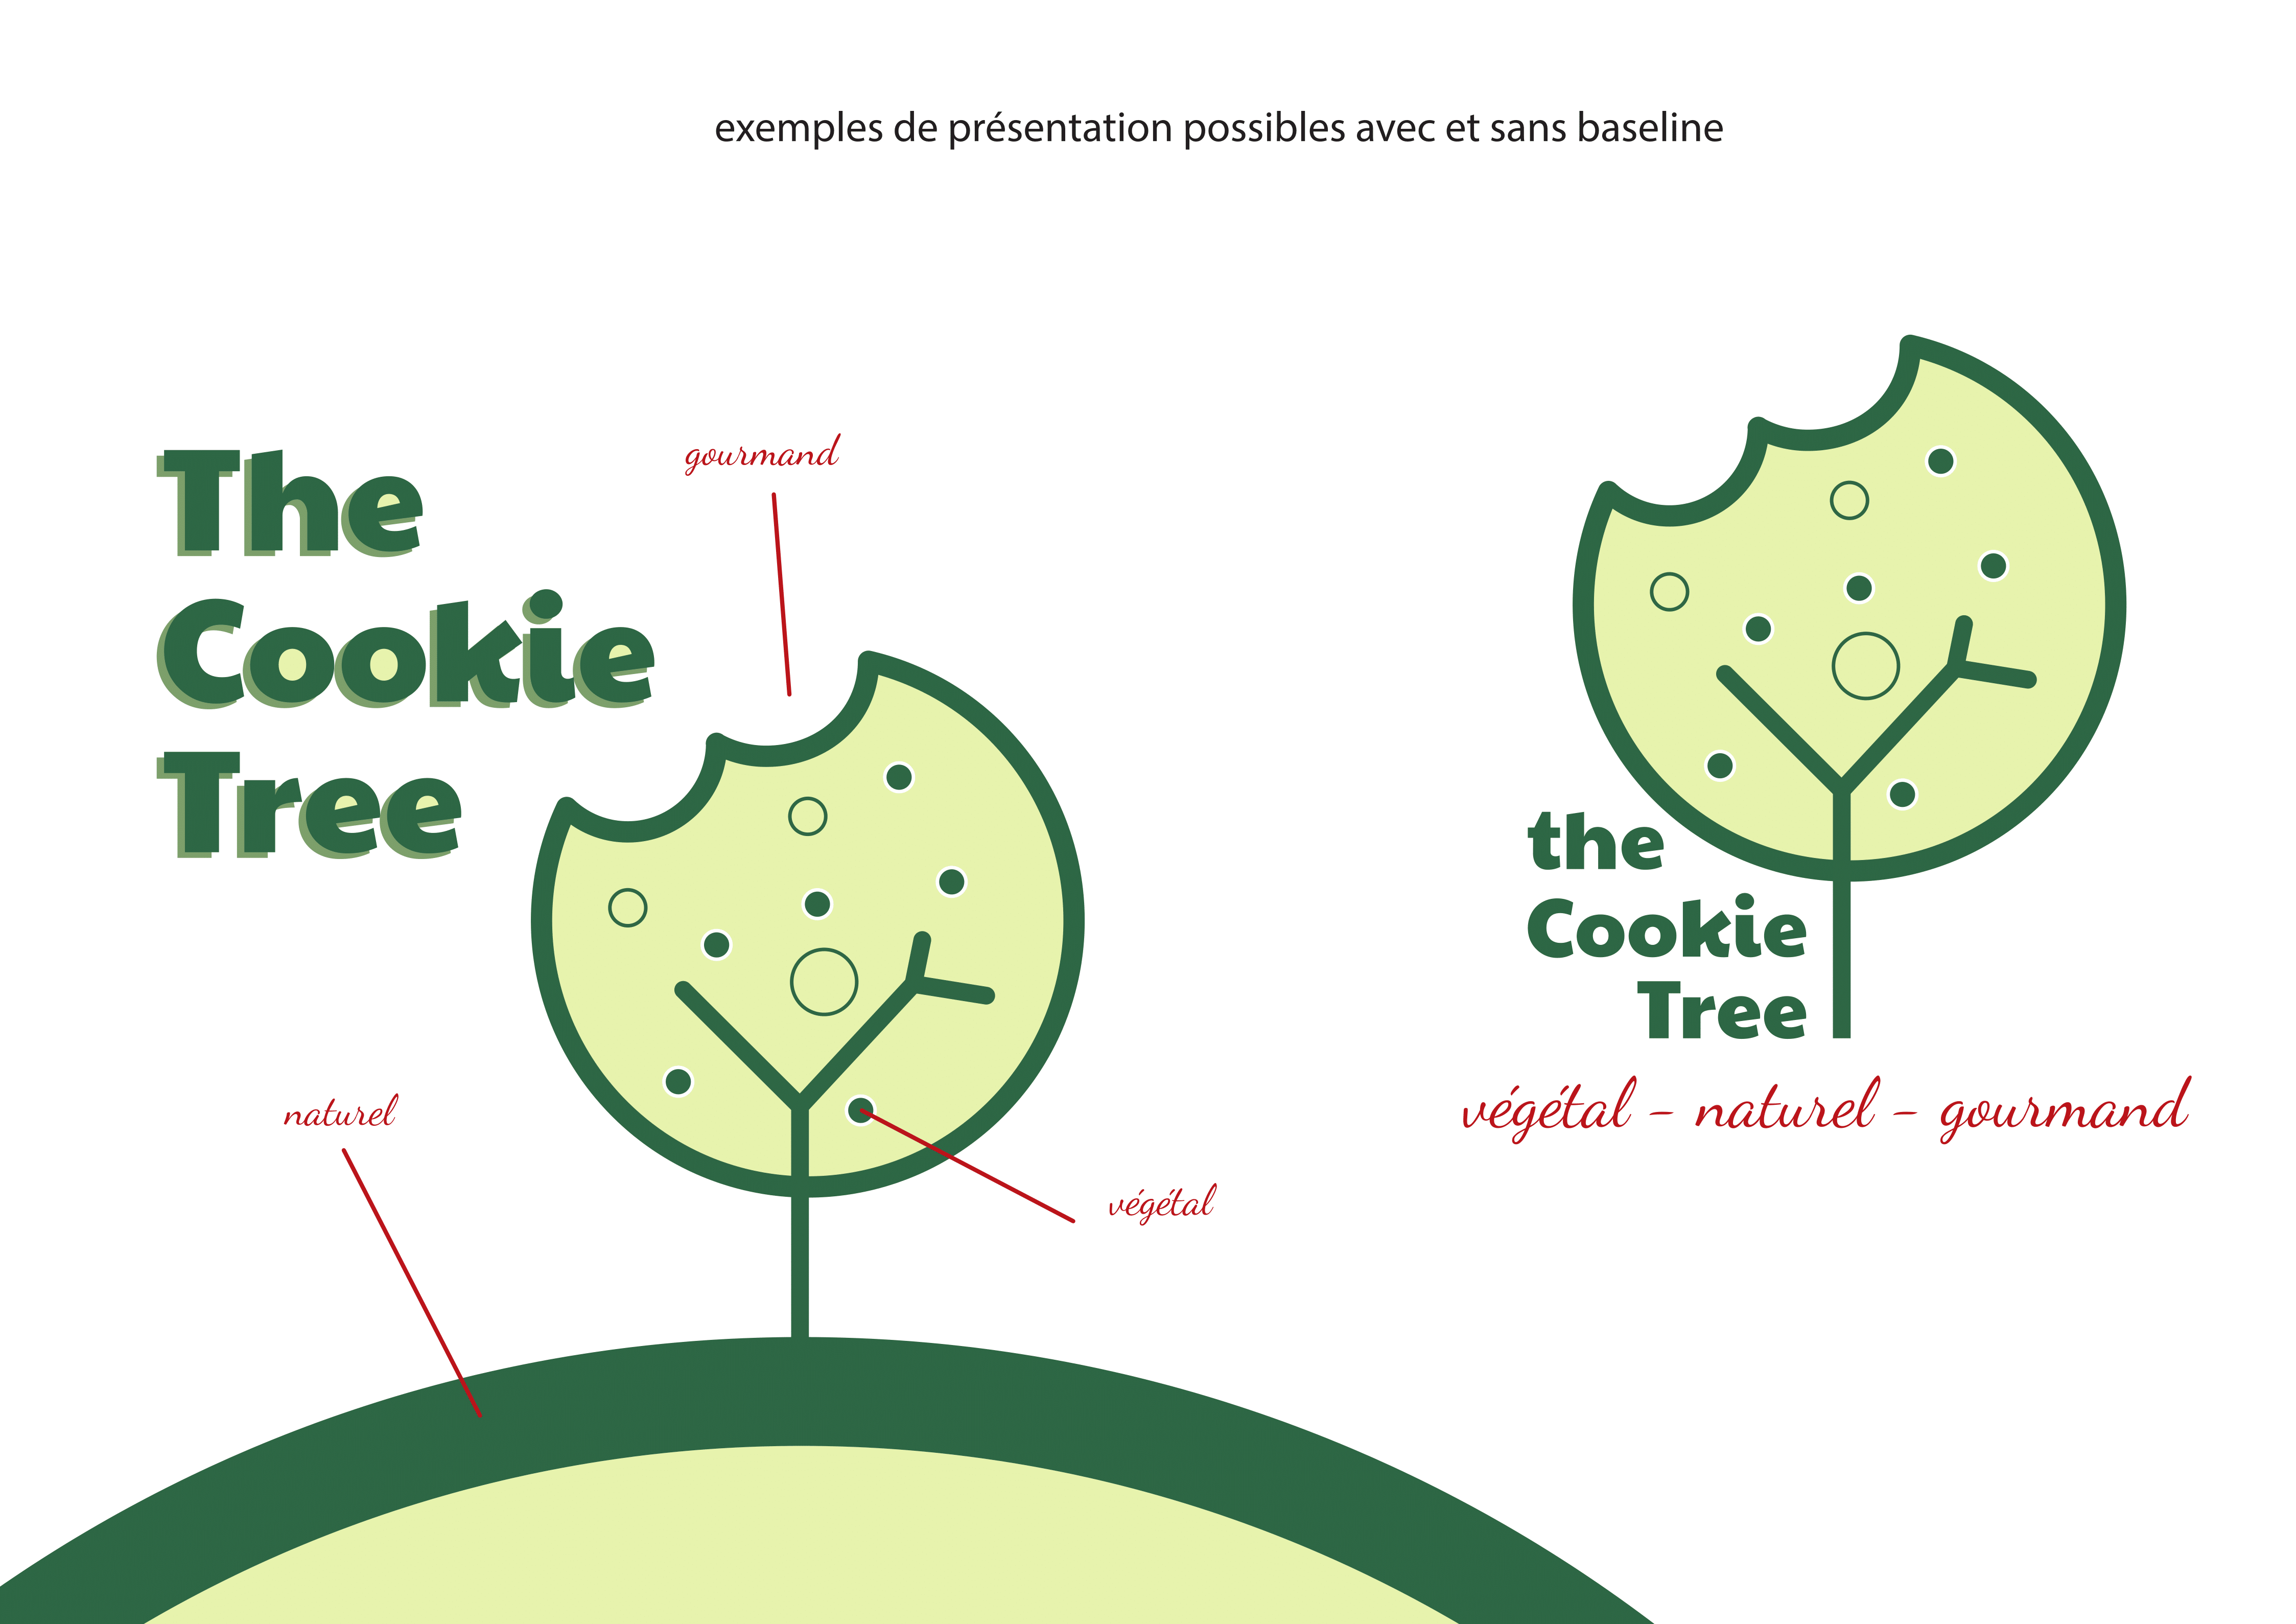 exemples de présentation possibles avec et sans baseline
The
Cookie
Tree
gourmand
naturel
végétal
the
Cookie
Tree
végétal – naturel – gourmand